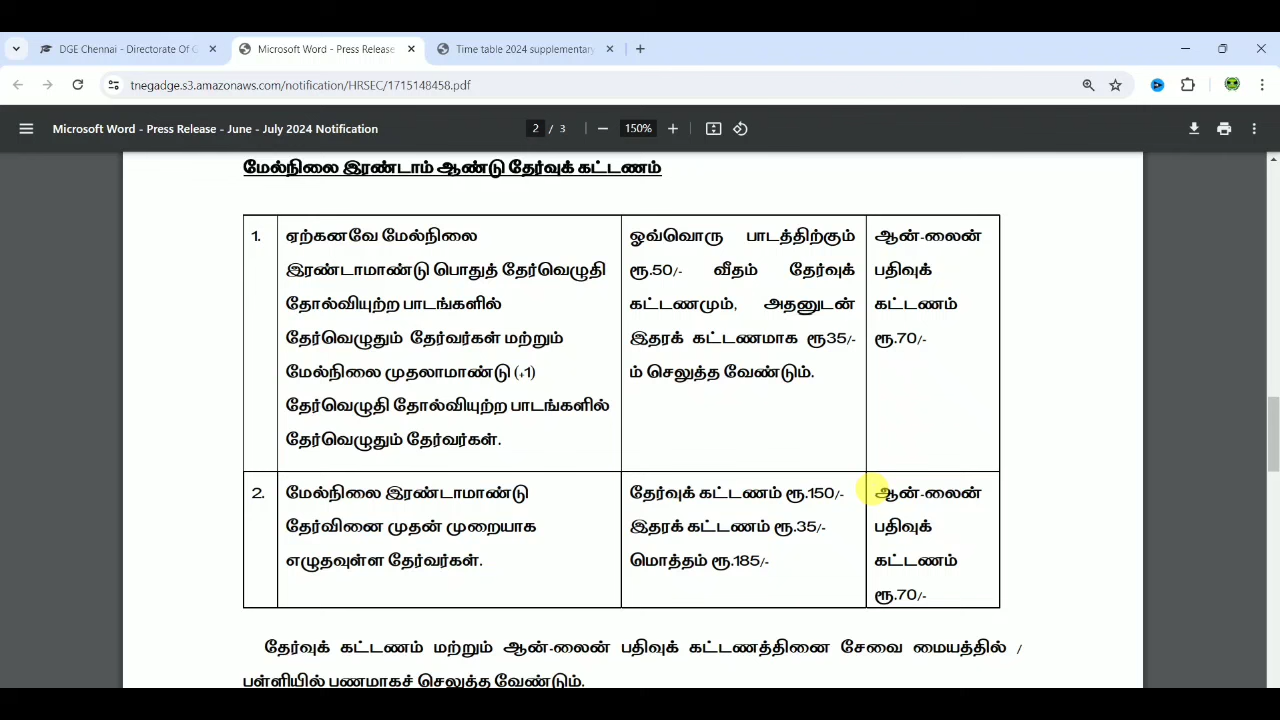 DGE Chennai - Directorate Of G
Microsoft Word - Press Release
Time table 2024 supplementary
tnegadge.s3.amazonaws.com/notification/HRSEC/1715148458.pdf
Microsoft Word - Press Release - June - July 2024 Notification
2 / 3
150%
மேல்நிலை இரண்டாம் ஆண்டு தேர்வுக் கட்டணம்
1.
ஏற்கனவே மேல்நிலை
இரண்டாமாண்டு பொதுத் தேர்வெழுதி
தோல்வியுற்ற பாடங்களில்
தேர்வெழுதும் தேர்வர்கள் மற்றும்
மேல்நிலை முதலாமாண்டு (+1)
தேர்வெழுதி தோல்வியுற்ற பாடங்களில்
தேர்வெழுதும் தேர்வர்கள்.
ஒவ்வொரு பாடத்திற்கும்
ரூ.50/- வீதம் தேர்வுக்
கட்டணமும், அதனுடன்
இதரக் கட்டணமாக ரூ35/-
ம் செலுத்த வேண்டும்.
ஆன்-லைன்
பதிவுக்
கட்டணம்
ரூ.70/-
2.
மேல்நிலை இரண்டாமாண்டு
தேர்வினை முதன் முறையாக
எழுதவுள்ள தேர்வர்கள்.
தேர்வுக் கட்டணம் ரூ.150/-
இதரக் கட்டணம் ரூ.35/-
மொத்தம் ரூ.185/-
ஆன்-லைன்
பதிவுக்
கட்டணம்
ரூ.70/-
தேர்வுக் கட்டணம் மற்றும் ஆன்-லைன் பதிவுக் கட்டணத்தினை சேவை மையத்தில் /
பள்ளியில் பணமாகச் செலுத்த வேண்டும்.